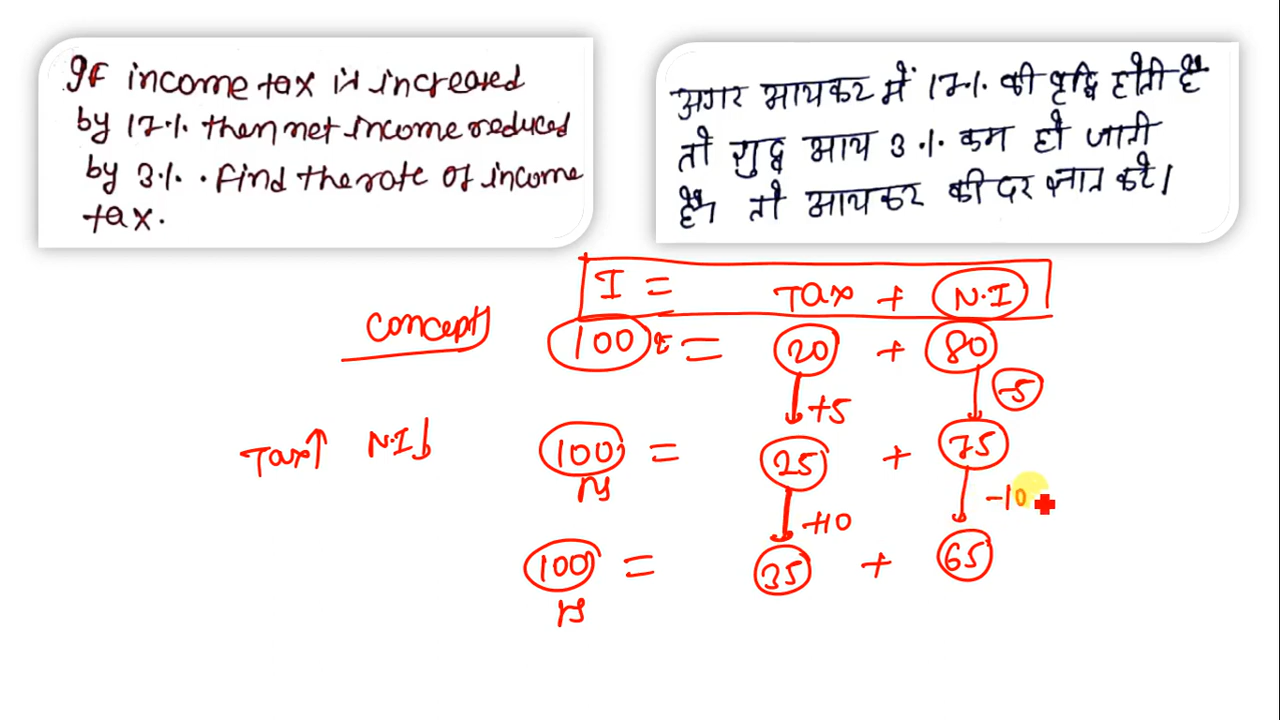 If income tax is increased
by 17.%. then net income reduced
by 3%. . Find the rate of income
tax.
अगर आयकर में 17.%. की वृद्धि होती है
तो शुद्ध आय 3.%. कम हो जाती
है। तो आयकर की दर ज्ञात करे।
I = Tax + N.I
Concept
100 = 20 + 80
+5 -5
Tax↑ N.I↓ 100 = 25 + 75
rs
+10 -10
100 = 35 + 65
rs